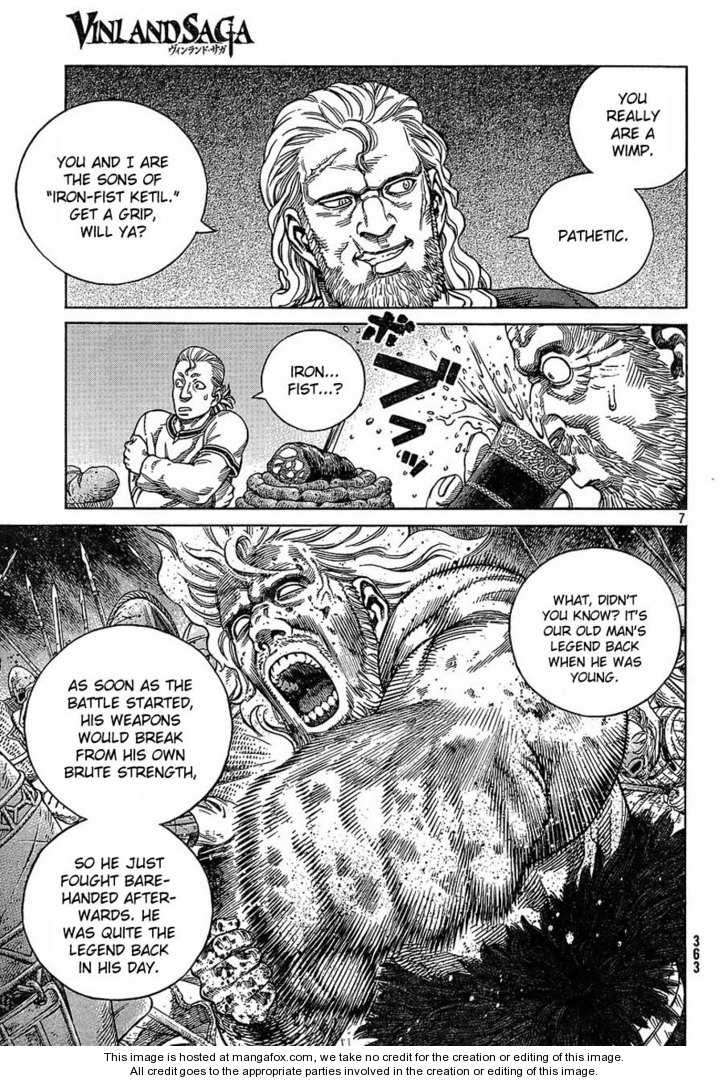 VINLAND SAGA
ヴィンランド・サガ
YOU
REALLY
ARE A
WIMP.
PATHETIC.
YOU AND I ARE
THE SONS OF
"IRON-FIST KETIL."
GET A GRIP,
WILL YA?
ボ
ブッ
IRON...
FIST...?
7
WHAT, DIDN'T
YOU KNOW? IT'S
OUR OLD MAN'S
LEGEND BACK
WHEN HE WAS
YOUNG.
AS SOON AS THE
BATTLE STARTED,
HIS WEAPONS
WOULD BREAK
FROM HIS OWN
BRUTE STRENGTH,
SO HE JUST
FOUGHT BARE-
HANDED AFTER-
WARDS. HE
WAS QUITE THE
LEGEND BACK
IN HIS DAY.
363
This image is hosted at mangafox.com, we take no credit for the creation or editing of this image.
All credit goes to the appropriate parties involved in the creation or editing of this image.